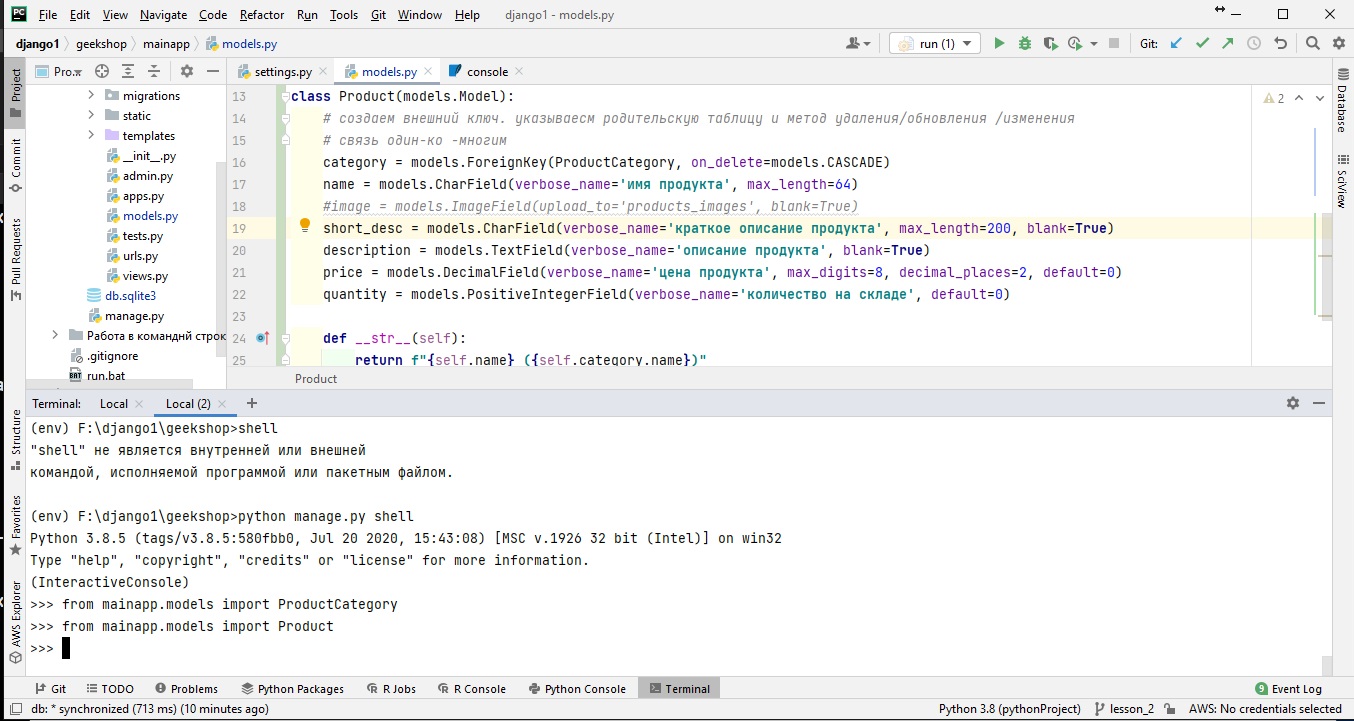 PC File Edit View Navigate Code Refactor Run Tools Git Window Help django1 - models.py
django1 geekshop mainapp models.py run (1) Git:
Project
Commit
Pull Requests
Structure
Favorites
AWS Explorer
Pro...
migrations
static
templates
__init__.py
admin.py
apps.py
models.py
tests.py
urls.py
views.py
db.sqlite3
manage.py
Работа в командй строк
.gitignore
run.bat
settings.py models.py console
13 class Product(models.Model):
14 # создаем внешний ключ. указываесм родительскую таблицу и метод удаления/обновления /изменения
15 # связь один-ко -многим
16 category = models.ForeignKey(ProductCategory, on_delete=models.CASCADE)
17 name = models.CharField(verbose_name='имя продукта', max_length=64)
18 #image = models.ImageField(upload_to='products_images', blank=True)
19 short_desc = models.CharField(verbose_name='краткое описание продукта', max_length=200, blank=True)
20 description = models.TextField(verbose_name='описание продукта', blank=True)
21 price = models.DecimalField(verbose_name='цена продукта', max_digits=8, decimal_places=2, default=0)
22 quantity = models.PositiveIntegerField(verbose_name='количество на складе', default=0)
23
24 def __str__(self):
25 return f"{self.name} ({self.category.name})"
2
Product
Database
SciView
Terminal: Local Local (2)
(env) F:\django1\geekshop>shell
"shell" не является внутренней или внешней
командой, исполняемой программой или пакетным файлом.
(env) F:\django1\geekshop>python manage.py shell
Python 3.8.5 (tags/v3.8.5:580fbb0, Jul 20 2020, 15:43:08) [MSC v.1926 32 bit (Intel)] on win32
Type "help", "copyright", "credits" or "license" for more information.
(InteractiveConsole)
>>> from mainapp.models import ProductCategory
>>> from mainapp.models import Product
>>>
Git TODO Problems Python Packages R Jobs R Console Python Console Terminal 9 Event Log
db: * synchronized (713 ms) (10 minutes ago) Python 3.8 (pythonProject) lesson_2 AWS: No credentials selected